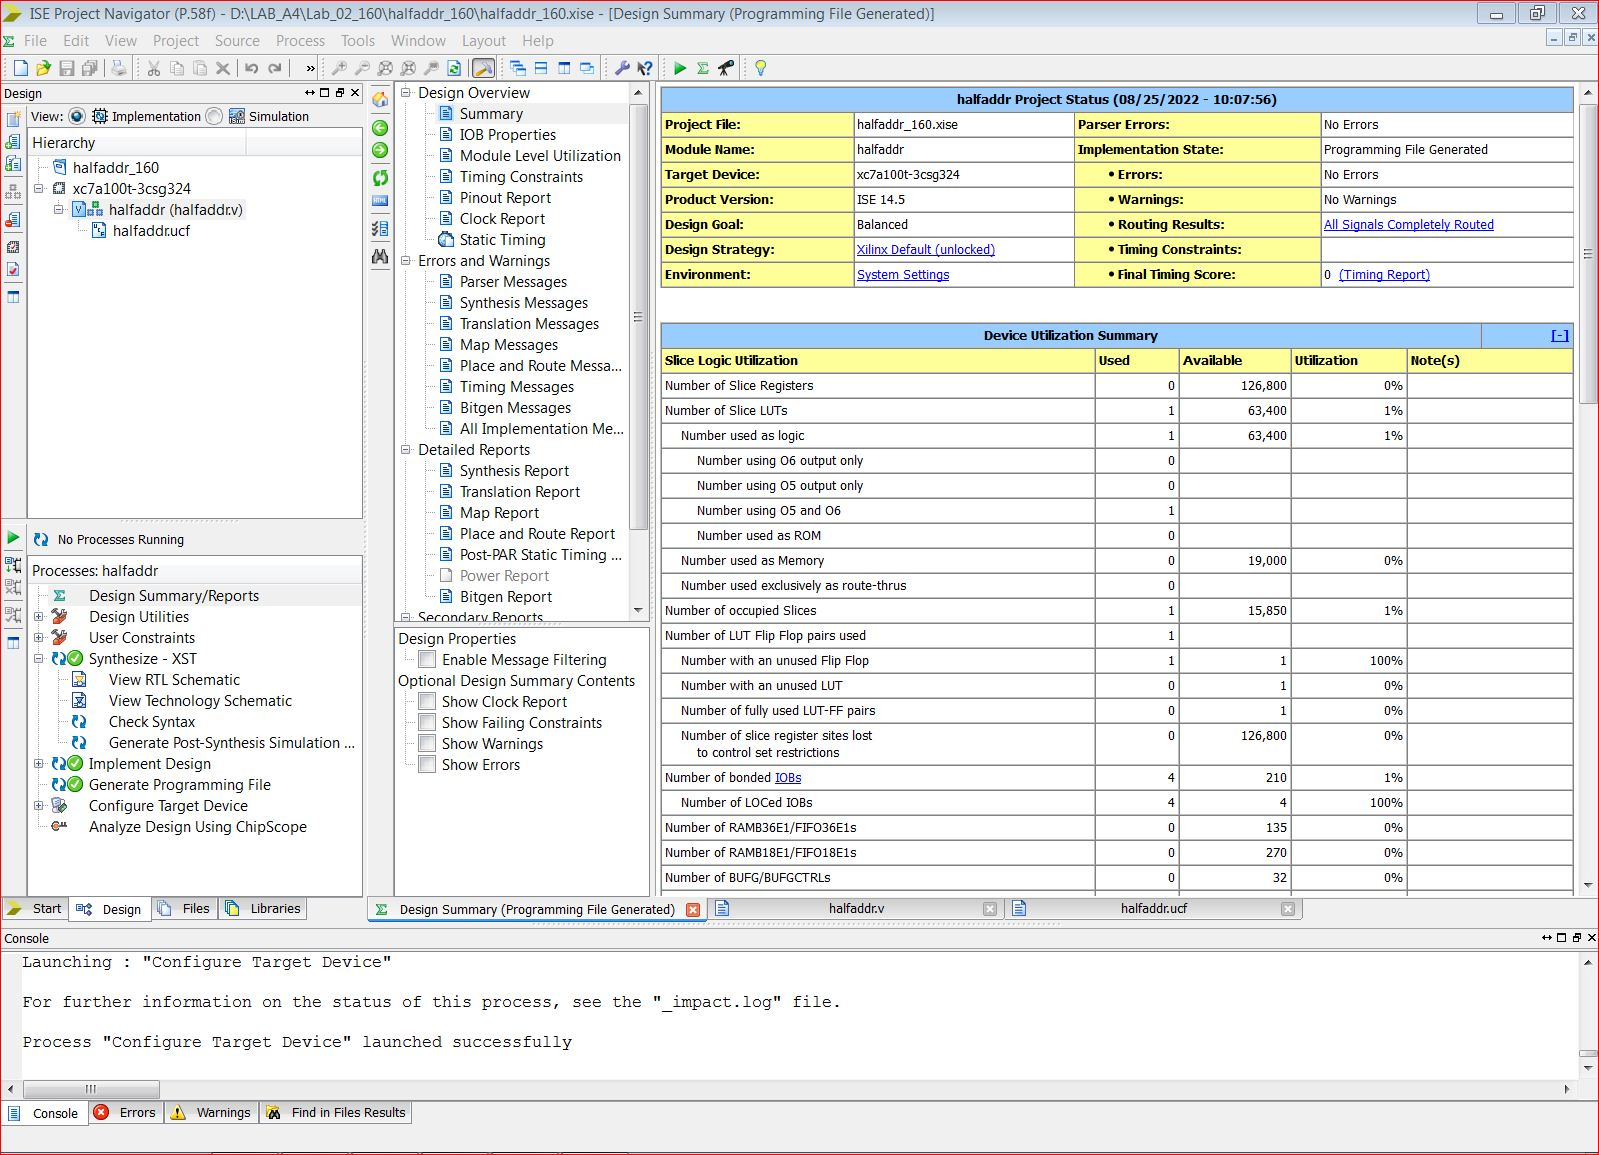 ISE Project Navigator (P.58f) - D:\LAB_A4\Lab_02_160\halfaddr_160\halfaddr_160.xise - [Design Summary (Programming File Generated)]
File Edit View Project Source Process Tools Window Layout Help
»
Design
View: Implementation Simulation
Hierarchy
halfaddr_160
xc7a100t-3csg324
halfaddr (halfaddr.v)
halfaddr.ucf
No Processes Running
Processes: halfaddr
Design Summary/Reports
Design Utilities
User Constraints
Synthesize - XST
View RTL Schematic
View Technology Schematic
Check Syntax
Generate Post-Synthesis Simulation ...
Implement Design
Generate Programming File
Configure Target Device
Analyze Design Using ChipScope
Start Design Files Libraries
Design Overview
Summary
IOB Properties
Module Level Utilization
Timing Constraints
Pinout Report
Clock Report
Static Timing
Errors and Warnings
Parser Messages
Synthesis Messages
Translation Messages
Map Messages
Place and Route Messa...
Timing Messages
Bitgen Messages
All Implementation Me...
Detailed Reports
Synthesis Report
Translation Report
Map Report
Place and Route Report
Post-PAR Static Timing ...
Power Report
Bitgen Report
Secondary Reports
Design Properties
Enable Message Filtering
Optional Design Summary Contents
Show Clock Report
Show Failing Constraints
Show Warnings
Show Errors
halfaddr Project Status (08/25/2022 - 10:07:56)
Project File: halfaddr_160.xise Parser Errors: No Errors
Module Name: halfaddr Implementation State: Programming File Generated
Target Device: xc7a100t-3csg324 • Errors: No Errors
Product Version: ISE 14.5 • Warnings: No Warnings
Design Goal: Balanced • Routing Results: All Signals Completely Routed
Design Strategy: Xilinx Default (unlocked) • Timing Constraints:
Environment: System Settings • Final Timing Score: 0 (Timing Report)
Device Utilization Summary [-]
Slice Logic Utilization Used Available Utilization Note(s)
Number of Slice Registers 0 126,800 0%
Number of Slice LUTs 1 63,400 1%
Number used as logic 1 63,400 1%
Number using O6 output only 0
Number using O5 output only 0
Number using O5 and O6 1
Number used as ROM 0
Number used as Memory 0 19,000 0%
Number used exclusively as route-thrus 0
Number of occupied Slices 1 15,850 1%
Number of LUT Flip Flop pairs used 1
Number with an unused Flip Flop 1 1 100%
Number with an unused LUT 0 1 0%
Number of fully used LUT-FF pairs 0 1 0%
Number of slice register sites lost
to control set restrictions 0 126,800 0%
Number of bonded IOBs 4 210 1%
Number of LOCed IOBs 4 4 100%
Number of RAMB36E1/FIFO36E1s 0 135 0%
Number of RAMB18E1/FIFO18E1s 0 270 0%
Number of BUFG/BUFGCTRLs 0 32 0%
Design Summary (Programming File Generated) halfaddr.v halfaddr.ucf
Console
Launching : "Configure Target Device"
For further information on the status of this process, see the "_impact.log" file.
Process "Configure Target Device" launched successfully
Console Errors Warnings Find in Files Results